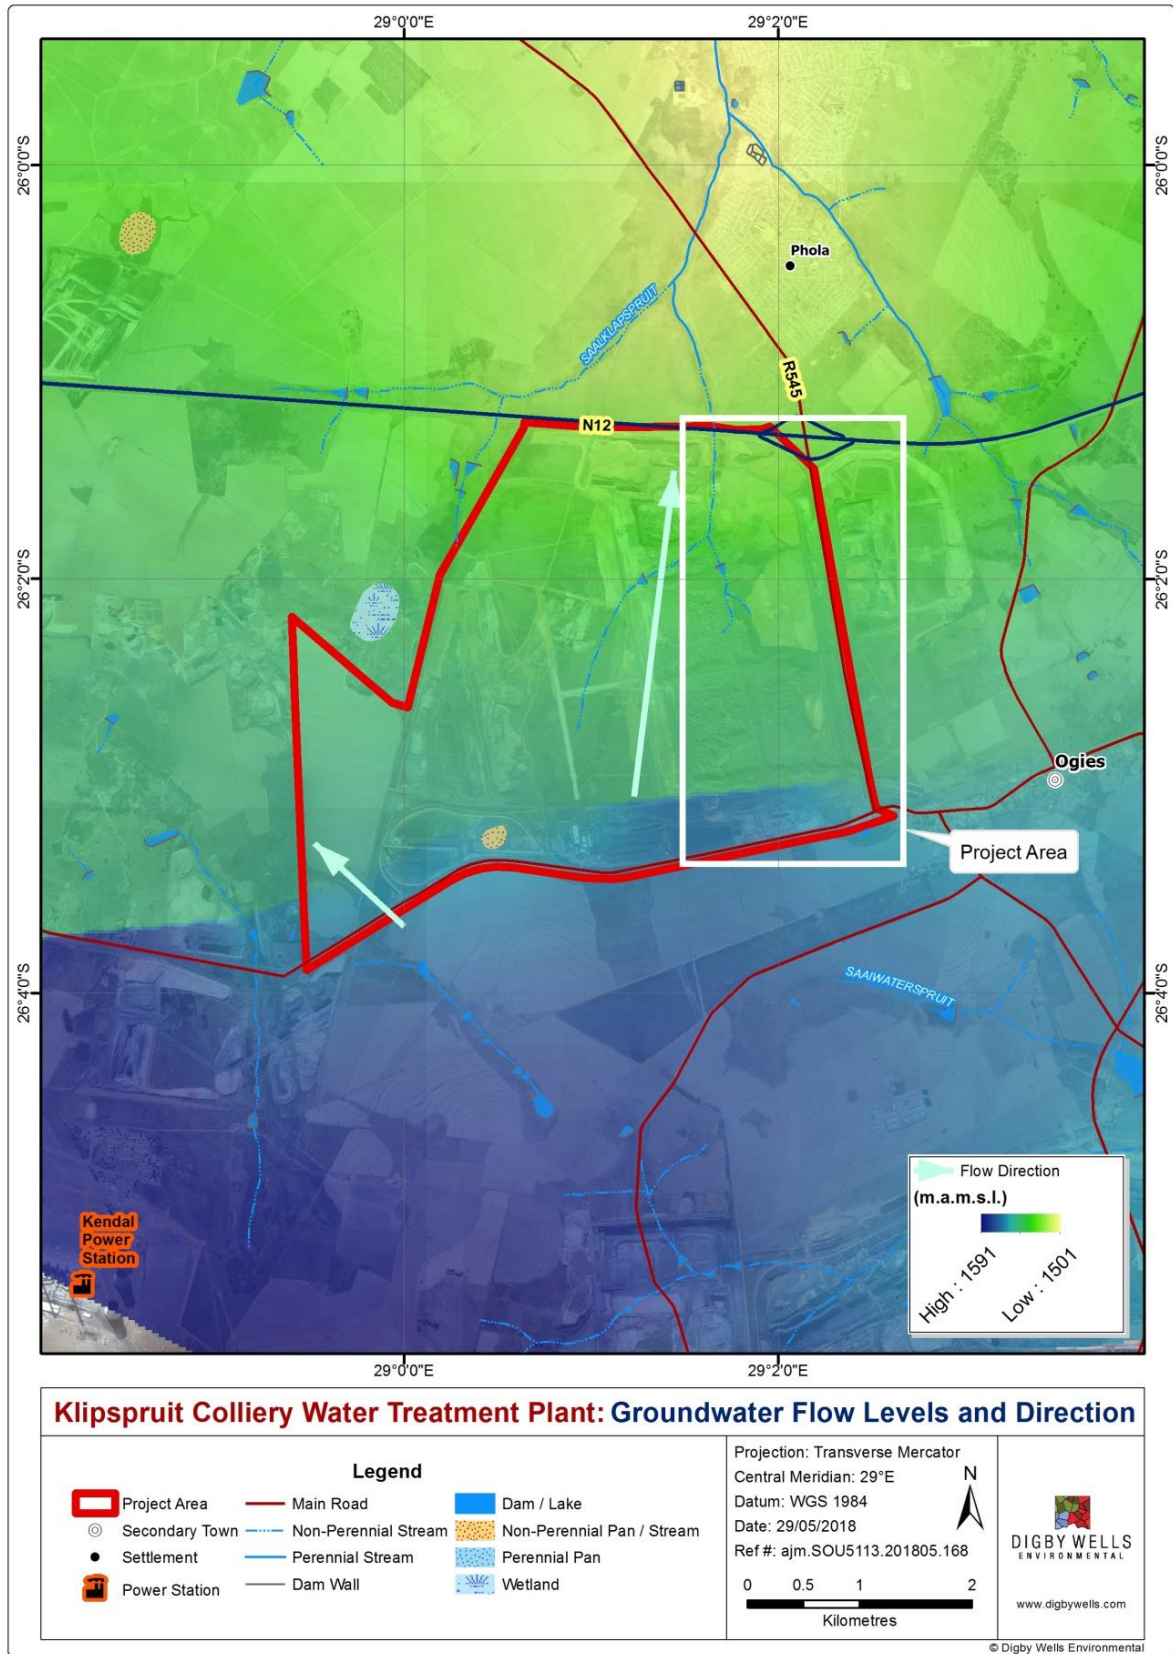 29°0'0"E
29°2'0"E
26°0'0"S
26°0'0"S
Phola
SAALKLAPSPRUIT
R545
N12
26°2'0"S
26°2'0"S
Ogies
Project Area
26°4'0"S
26°4'0"S
SAAIWATERSPRUIT
Kendal
Power
Station
Flow Direction
(m.a.m.s.l.)
High : 1591
Low : 1501
29°0'0"E
29°2'0"E
Klipspruit Colliery Water Treatment Plant: Groundwater Flow Levels and Direction
Legend
Project Area
Secondary Town
Settlement
Power Station
Main Road
Non-Perennial Stream
Perennial Stream
Dam Wall
Dam / Lake
Non-Perennial Pan / Stream
Perennial Pan
Wetland
Projection: Transverse Mercator
Central Meridian: 29°E
Datum: WGS 1984
Date: 29/05/2018
Ref #: ajm.SOU5113.201805.168
N
0 0.5 1 2
Kilometres
DIGBY WELLS
ENVIRONMENTAL
www.digbywells.com
© Digby Wells Environmental